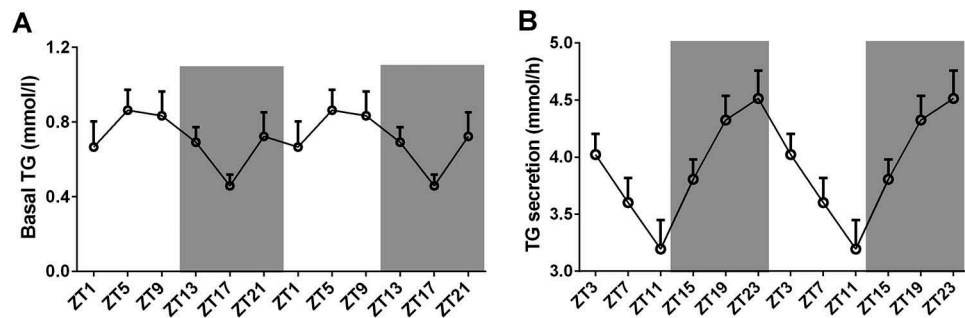 A
Basal TG (mmol/l)
1.2
0.8
0.4
0.0
ZT1 ZT5 ZT9 ZT13 ZT17 ZT21 ZT1 ZT5 ZT9 ZT13 ZT17 ZT21
B
TG secretion (mmol/h)
5.0
4.5
4.0
3.5
3.0
ZT3 ZT7 ZT11 ZT15 ZT19 ZT23 ZT3 ZT7 ZT11 ZT15 ZT19 ZT23